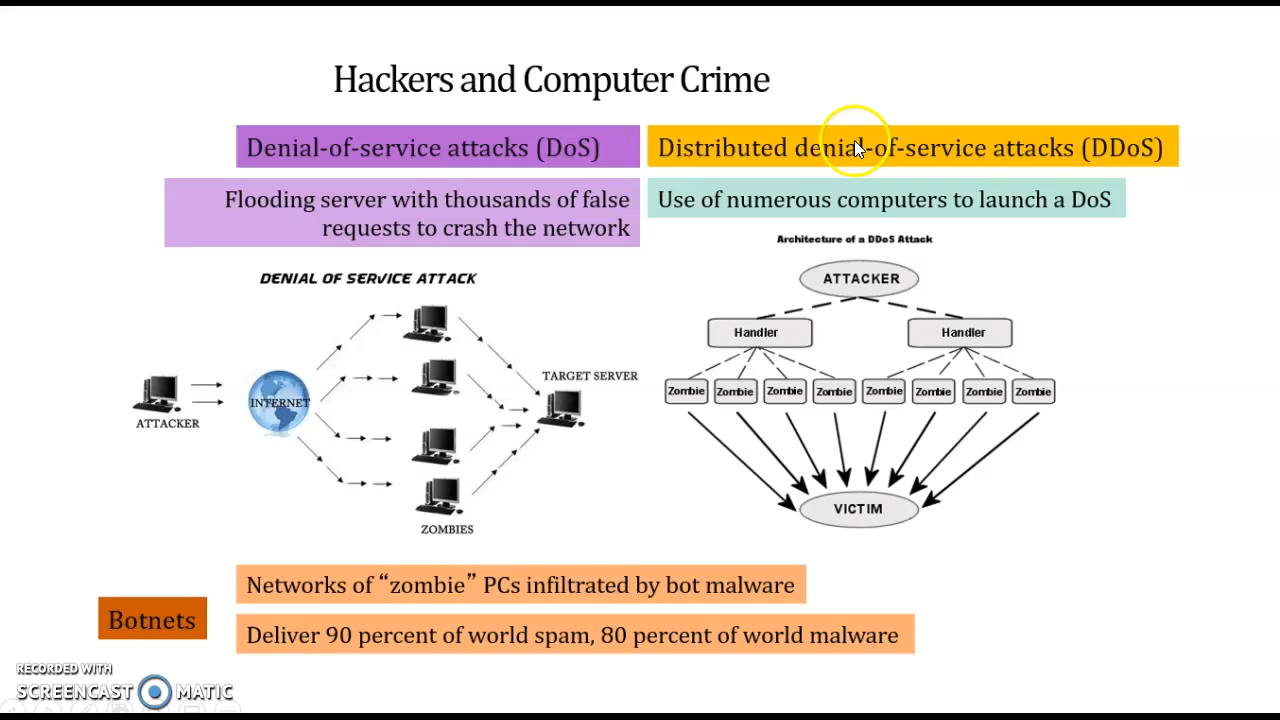 Hackers and Computer Crime
Denial-of-service attacks (DoS)
Flooding server with thousands of false
requests to crash the network
DENIAL OF SERVICE ATTACK
ATTACKER
INTERNET
TARGET SERVER
ZOMBIES
Distributed denial-of-service attacks (DDoS)
Use of numerous computers to launch a DoS
Architecture of a DDoS Attack
ATTACKER
Handler Handler
Zombie Zombie Zombie Zombie Zombie Zombie Zombie Zombie
VICTIM
Botnets
Networks of “zombie” PCs infiltrated by bot malware
Deliver 90 percent of world spam, 80 percent of world malware
RECORDED WITH
SCREENCAST MATIC